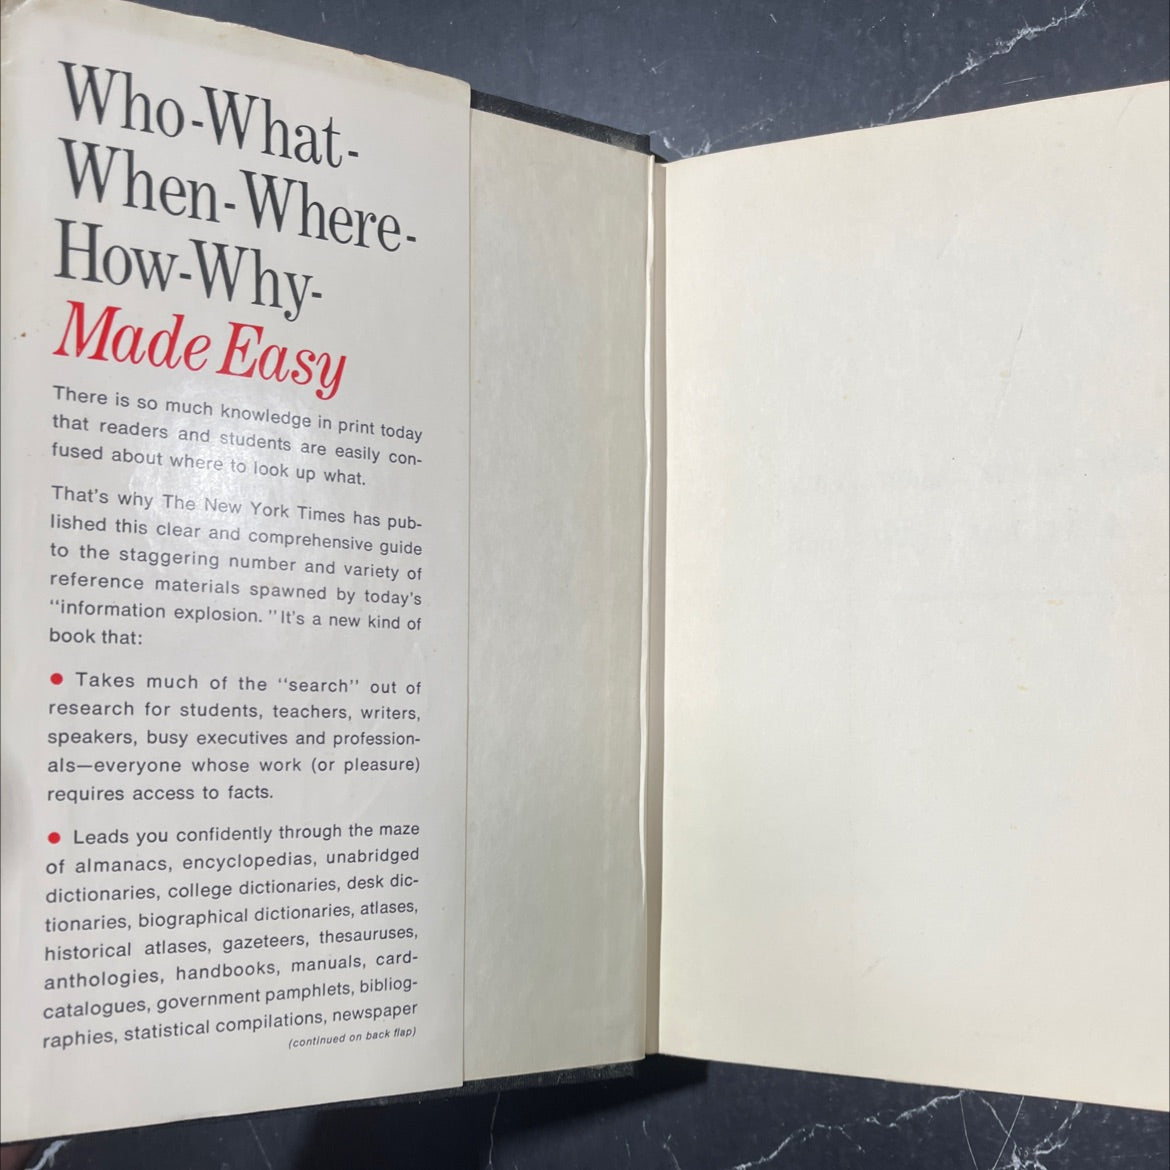 Who-What-
When-Where-
How-Why-
Made Easy
There is so much knowledge in print today
that readers and students are easily con-
fused about where to look up what.
That's why The New York Times has pub-
lished this clear and comprehensive guide
to the staggering number and variety of
reference materials spawned by today's
“information explosion.” It's a new kind of
book that:
● Takes much of the “search” out of
research for students, teachers, writers,
speakers, busy executives and profession-
als—everyone whose work (or pleasure)
requires access to facts.
● Leads you confidently through the maze
of almanacs, encyclopedias, unabridged
dictionaries, college dictionaries, desk dic-
tionaries, biographical dictionaries, atlases,
historical atlases, gazeteers, thesauruses,
anthologies, handbooks, manuals, card-
catalogues, government pamphlets, bibliog-
raphies, statistical compilations, newspaper
(continued on back flap)